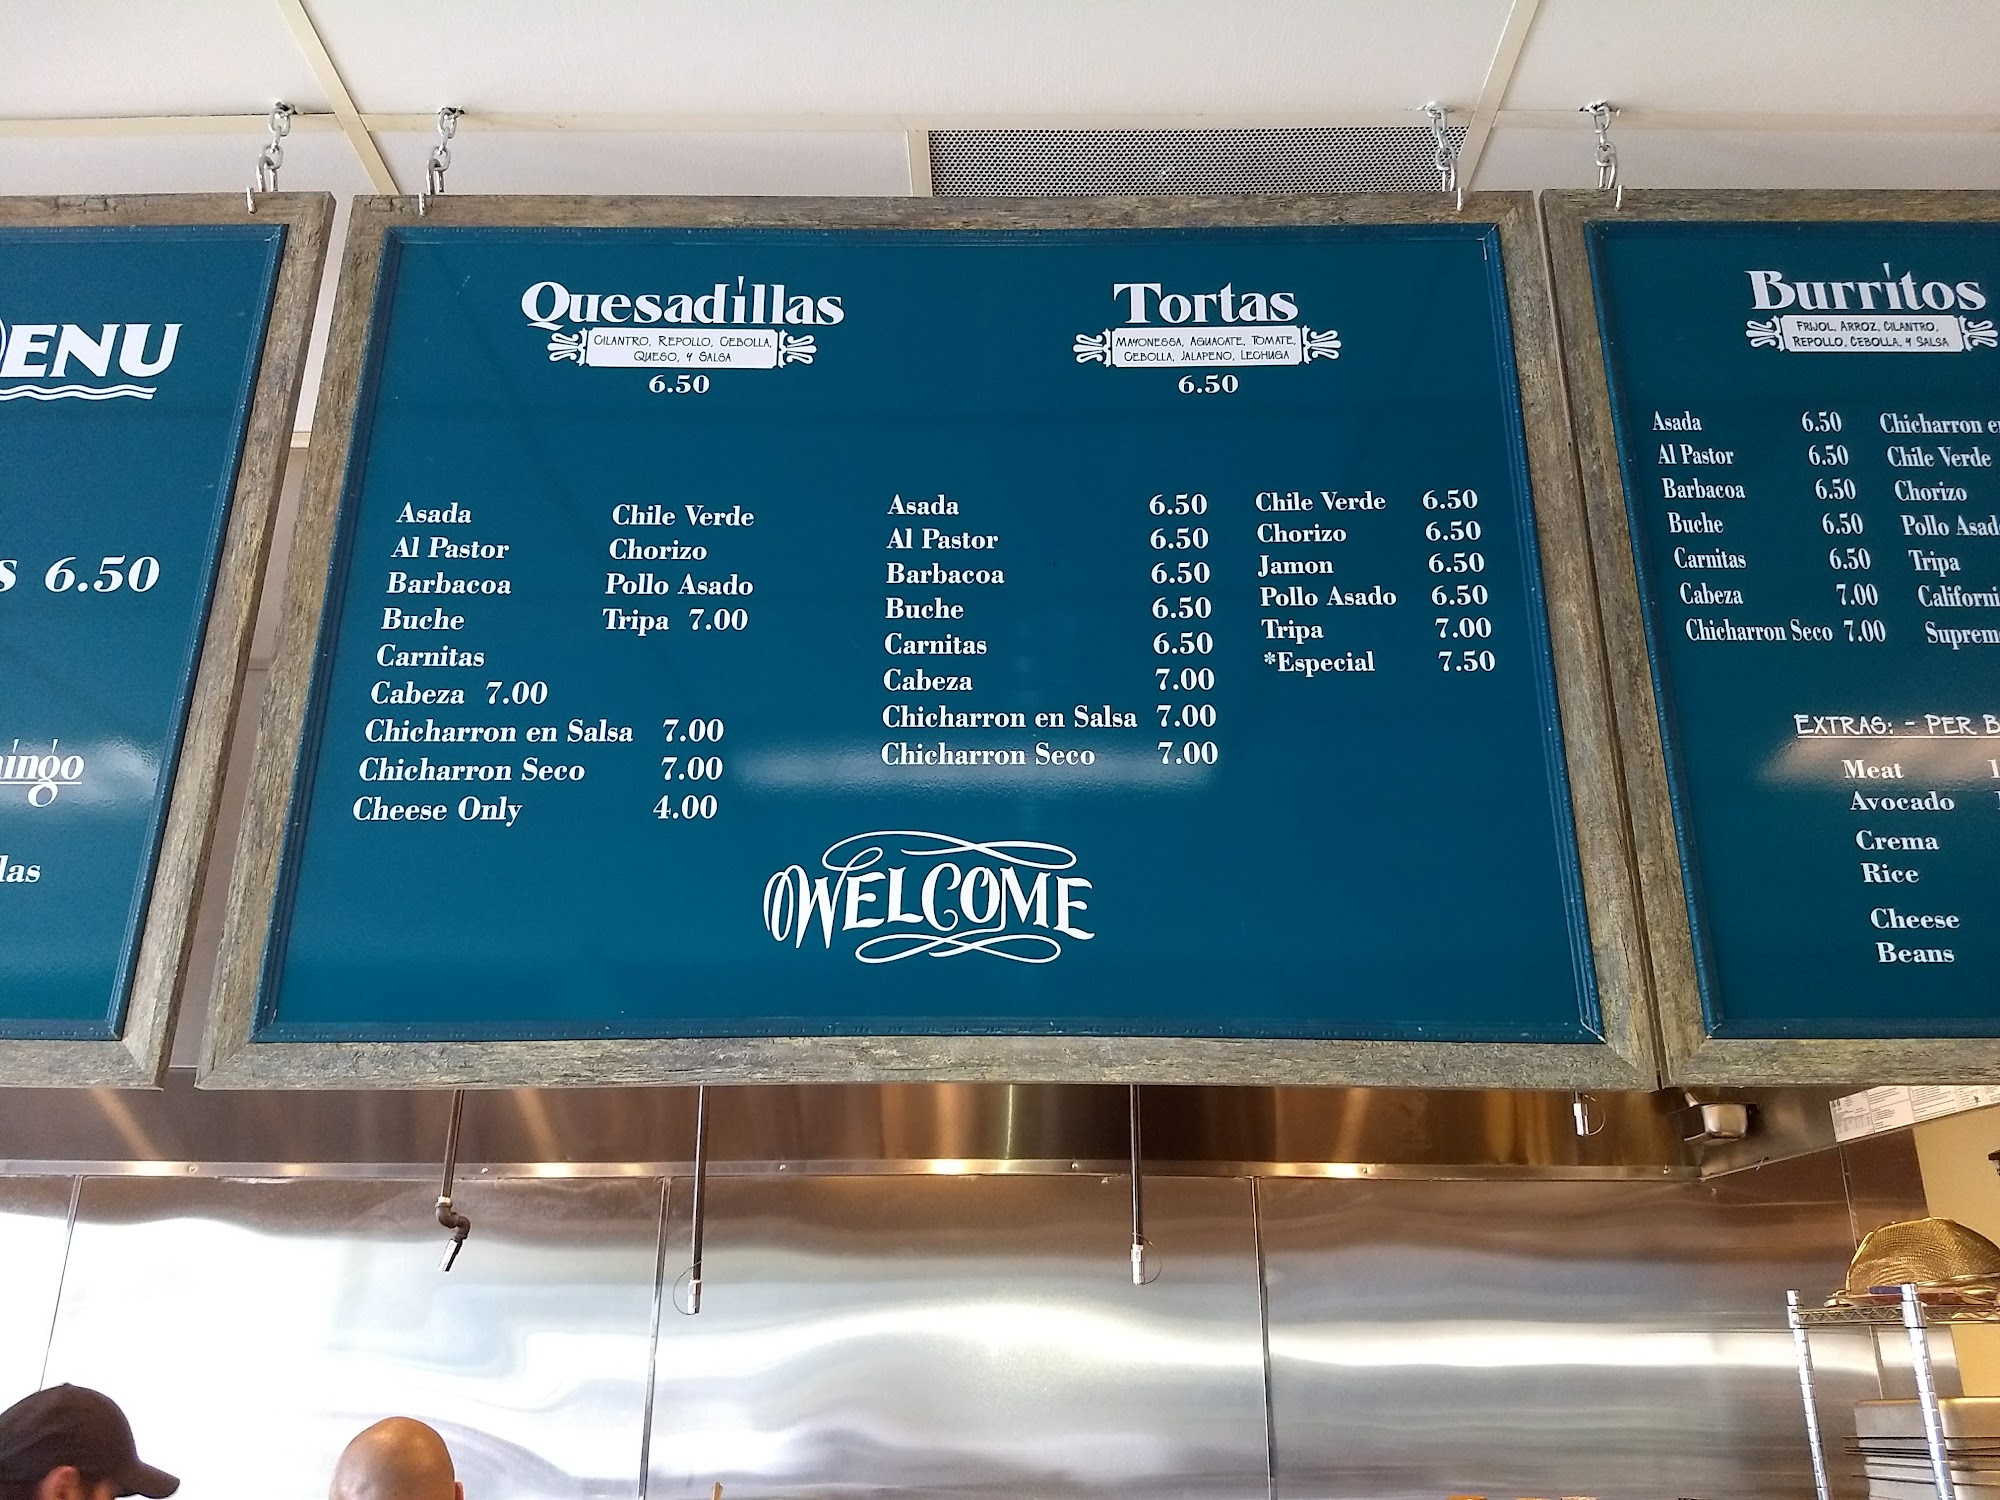 ENU
6.50
las
Quesadillas
CILANTRO, REPOLLO, CEBOLLA,
QUESO, Y SALSA
6.50
Asada
Al Pastor
Barbacoa
Buche
Carnitas
Cabeza 7.00
Chicharron en Salsa 7.00
Chicharron Seco 7.00
Cheese Only 4.00
Chile Verde
Chorizo
Pollo Asado
Tripa 7.00
Tortas
MAYONESSA, AGUACATE, TOMATE,
CEBOLLA, JALAPENO, LECHUGA
6.50
Asada 6.50
Al Pastor 6.50
Barbacoa 6.50
Buche 6.50
Carnitas 6.50
Cabeza 7.00
Chicharron en Salsa 7.00
Chicharron Seco 7.00
Chile Verde 6.50
Chorizo 6.50
Jamon 6.50
Pollo Asado 6.50
Tripa 7.00
*Especial 7.50
WELCOME
Burritos
FRIJOL, ARROZ, CILANTRO,
REPOLLO, CEBOLLA, Y SALSA
Asada 6.50
Al Pastor 6.50
Barbacoa 6.50
Buche 6.50
Carnitas 6.50
Cabeza 7.00
Chicharron Seco 7.00
Chicharron e
Chile Verde
Chorizo
Pollo Asad
Tripa
Californi
Suprem
EXTRAS: - PER B
Meat
Avocado
Crema
Rice
Cheese
Beans